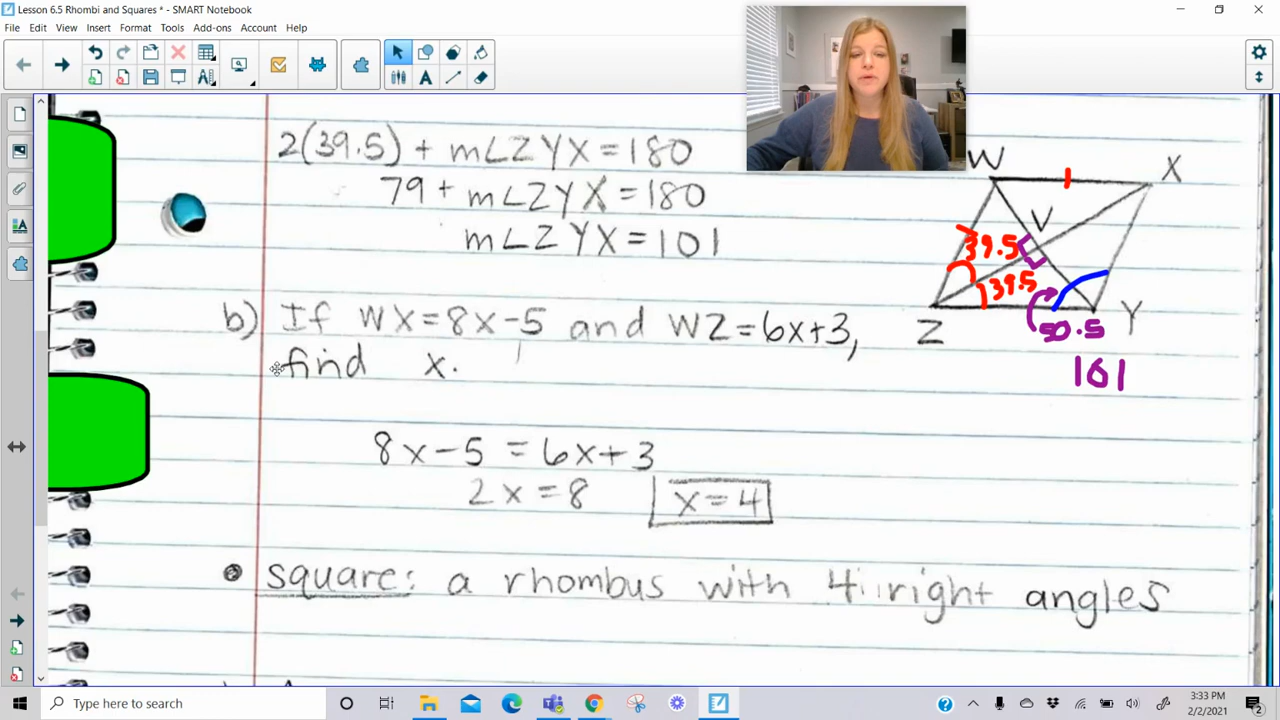 Lesson 6.5 Rhombi and Squares * - SMART Notebook
File Edit View Insert Format Tools Add-ons Account Help
2(39.5) + m∠ZYX = 180
79 + m∠ZYX = 180
m∠ZYX = 101
W
X
V
39.5
39.5
Z
Y
50.5
101
b) If WX = 8x-5 and WZ = 6x+3,
find x.
8x-5 = 6x+3
2x = 8
x = 4
square: a rhombus with 4 right angles
Type here to search
3:33 PM
2/2/2021
2